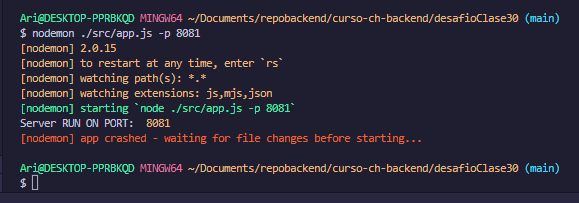 Ari@DESKTOP-PPRBKQD MINGW64 ~/Documents/repobackend/curso-ch-backend/desafioClase30 (main)
$ nodemon ./src/app.js -p 8081
[nodemon] 2.0.15
[nodemon] to restart at any time, enter `rs`
[nodemon] watching path(s): *.*
[nodemon] watching extensions: js,mjs,json
[nodemon] starting `node ./src/app.js -p 8081`
Server RUN ON PORT:  8081
[nodemon] app crashed - waiting for file changes before starting...
Ari@DESKTOP-PPRBKQD MINGW64 ~/Documents/repobackend/curso-ch-backend/desafioClase30 (main)
$